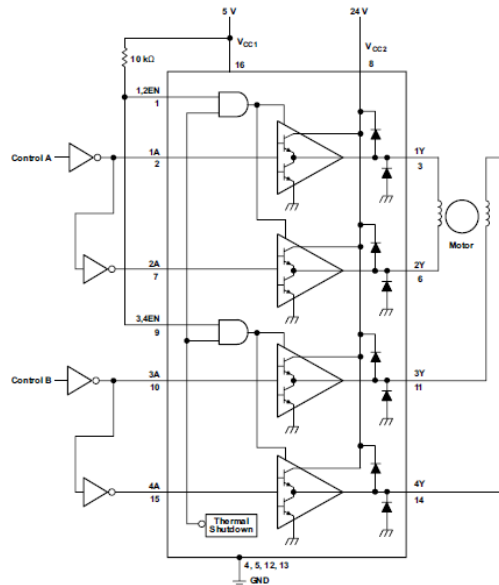 5 V
24 V
VCC1
VCC2
10 kΩ
16
8
1,2EN
1
Control A
1A
2
1Y
3
2A
7
2Y
6
Motor
3,4EN
9
Control B
3A
10
3Y
11
4A
15
4Y
14
Thermal
Shutdown
4, 5, 12, 13
GND